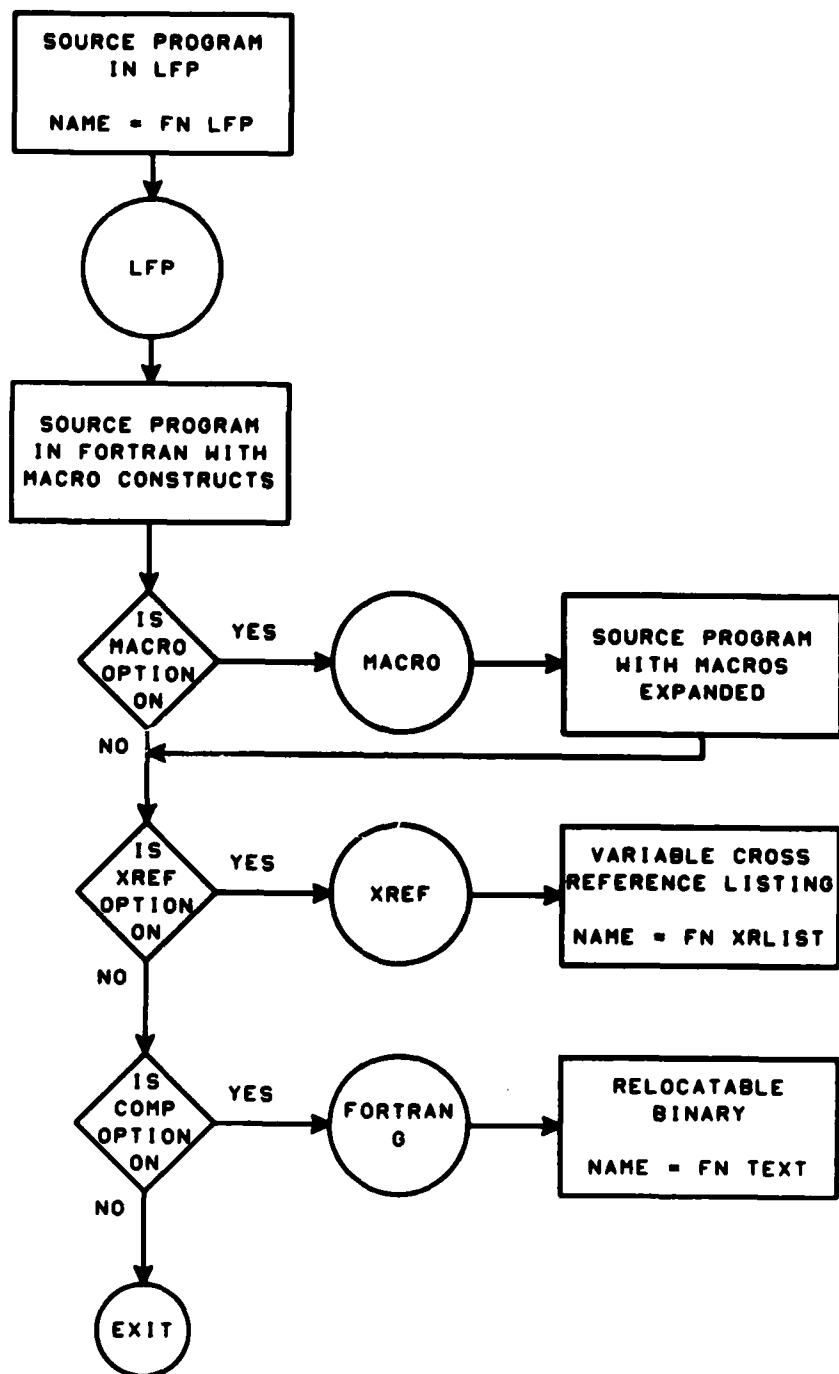 SOURCE PROGRAM
IN LFP
NAME = FN LFP
LFP
SOURCE PROGRAM
IN FORTRAN WITH
MACRO CONSTRUCTS
IS
MACRO
OPTION
ON
YES
MACRO
SOURCE PROGRAM
WITH MACROS
EXPANDED
NO
IS
XREF
OPTION
ON
YES
XREF
VARIABLE CROSS
REFERENCE LISTING
NAME = FN XRLIST
NO
IS
COMP
OPTION
ON
YES
FORTRAN
G
RELOCATABLE
BINARY
NAME = FN TEXT
NO
EXIT